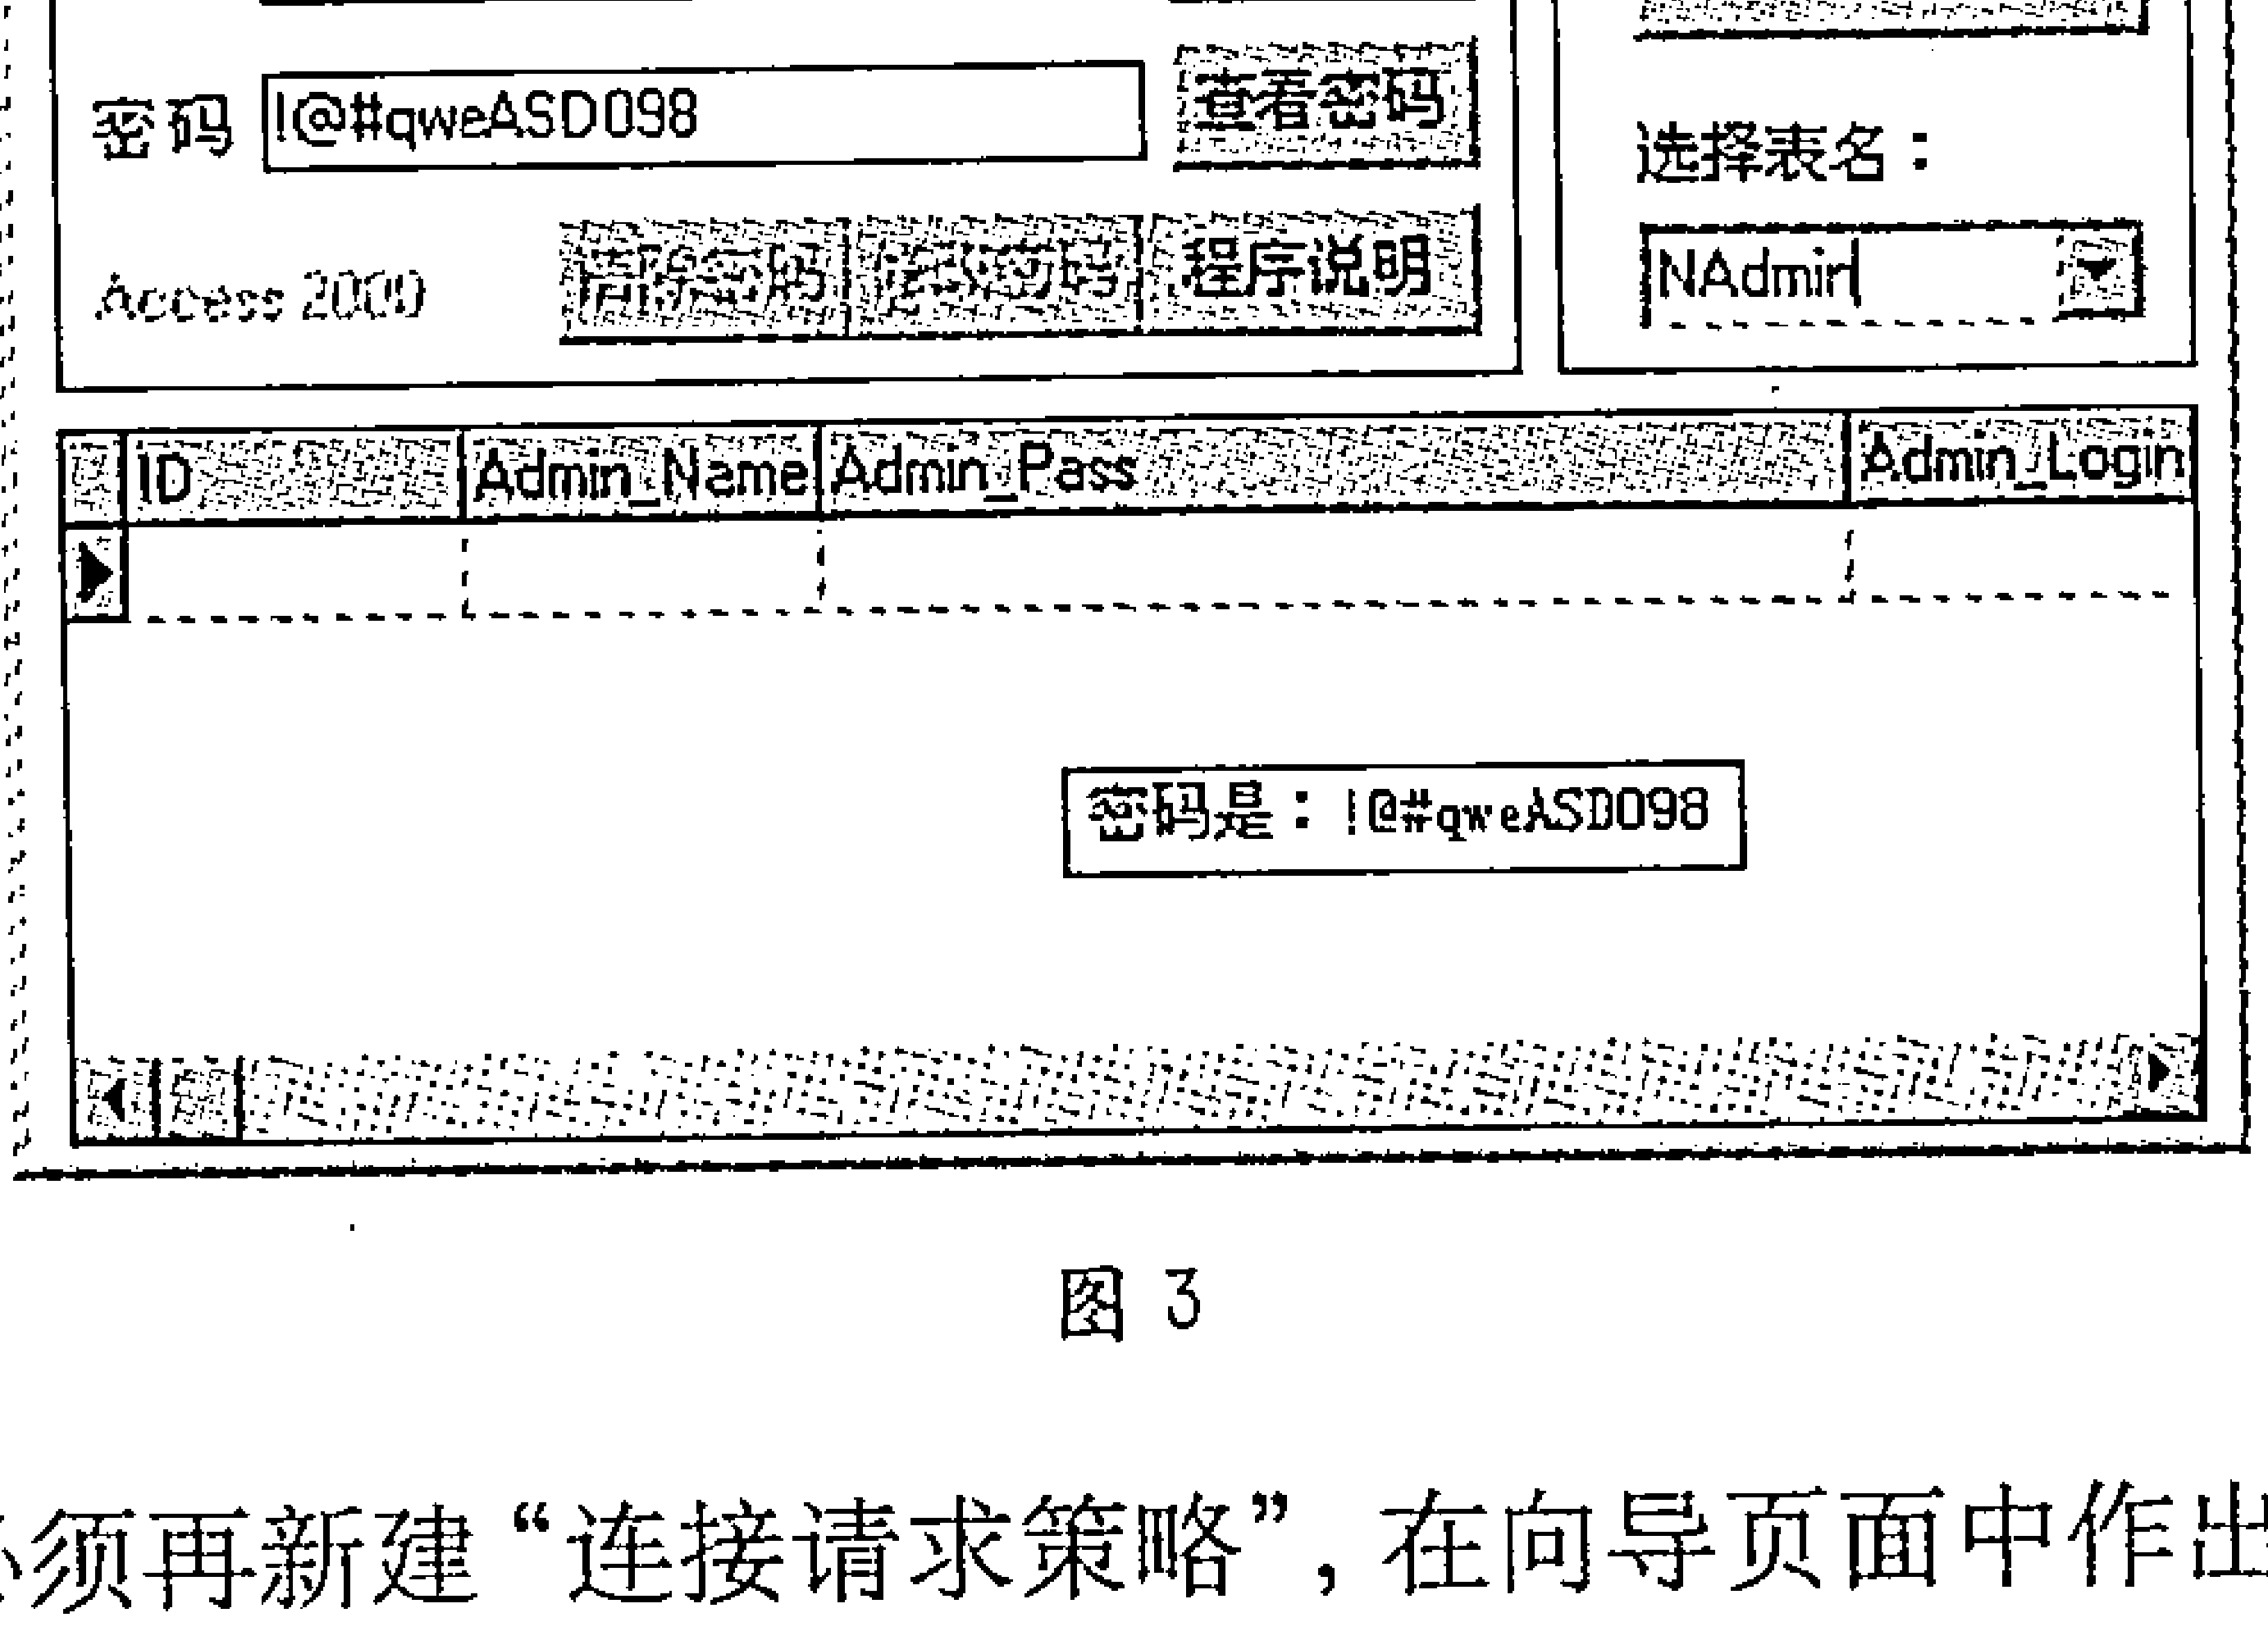 密码 !@#qweASD098 查看密码
选择表名：
Access 2000 程序说明 NAdmin
ID Admin_Name Admin_Pass Admin_Login
密码是：!@#qweASD098
图 3
须再新建“连接请求策略”，在向导页面中作出